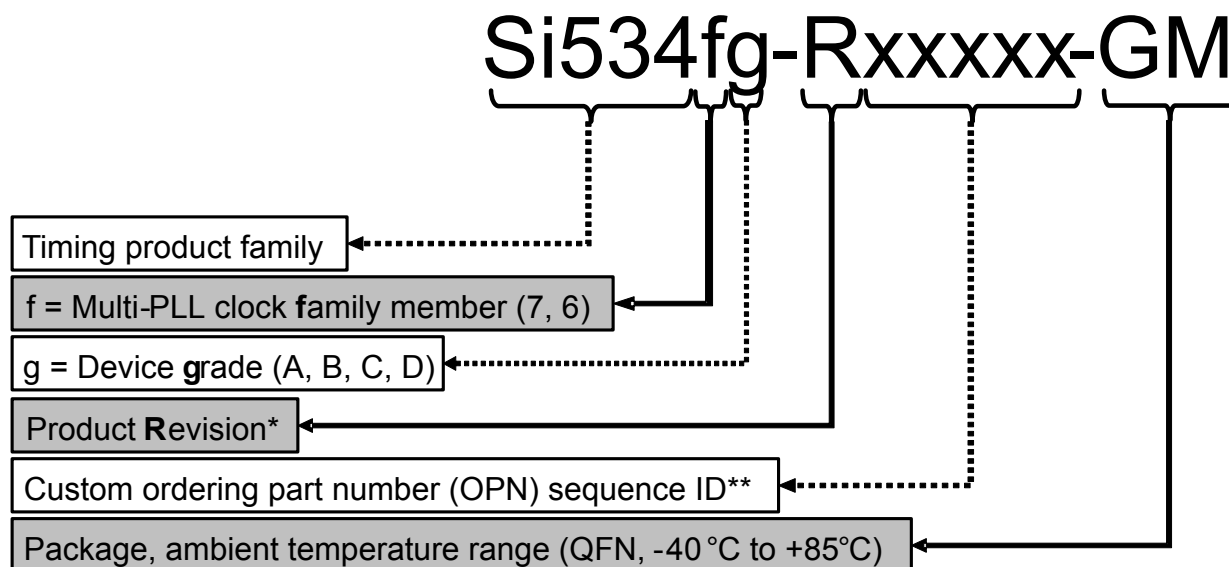 Si534fg-Rxxxxx-GM
Timing product family
f = Multi-PLL clock family member (7, 6)
g = Device grade (A, B, C, D)
Product Revision*
Custom ordering part number (OPN) sequence ID**
Package, ambient temperature range (QFN, -40 °C to +85°C)